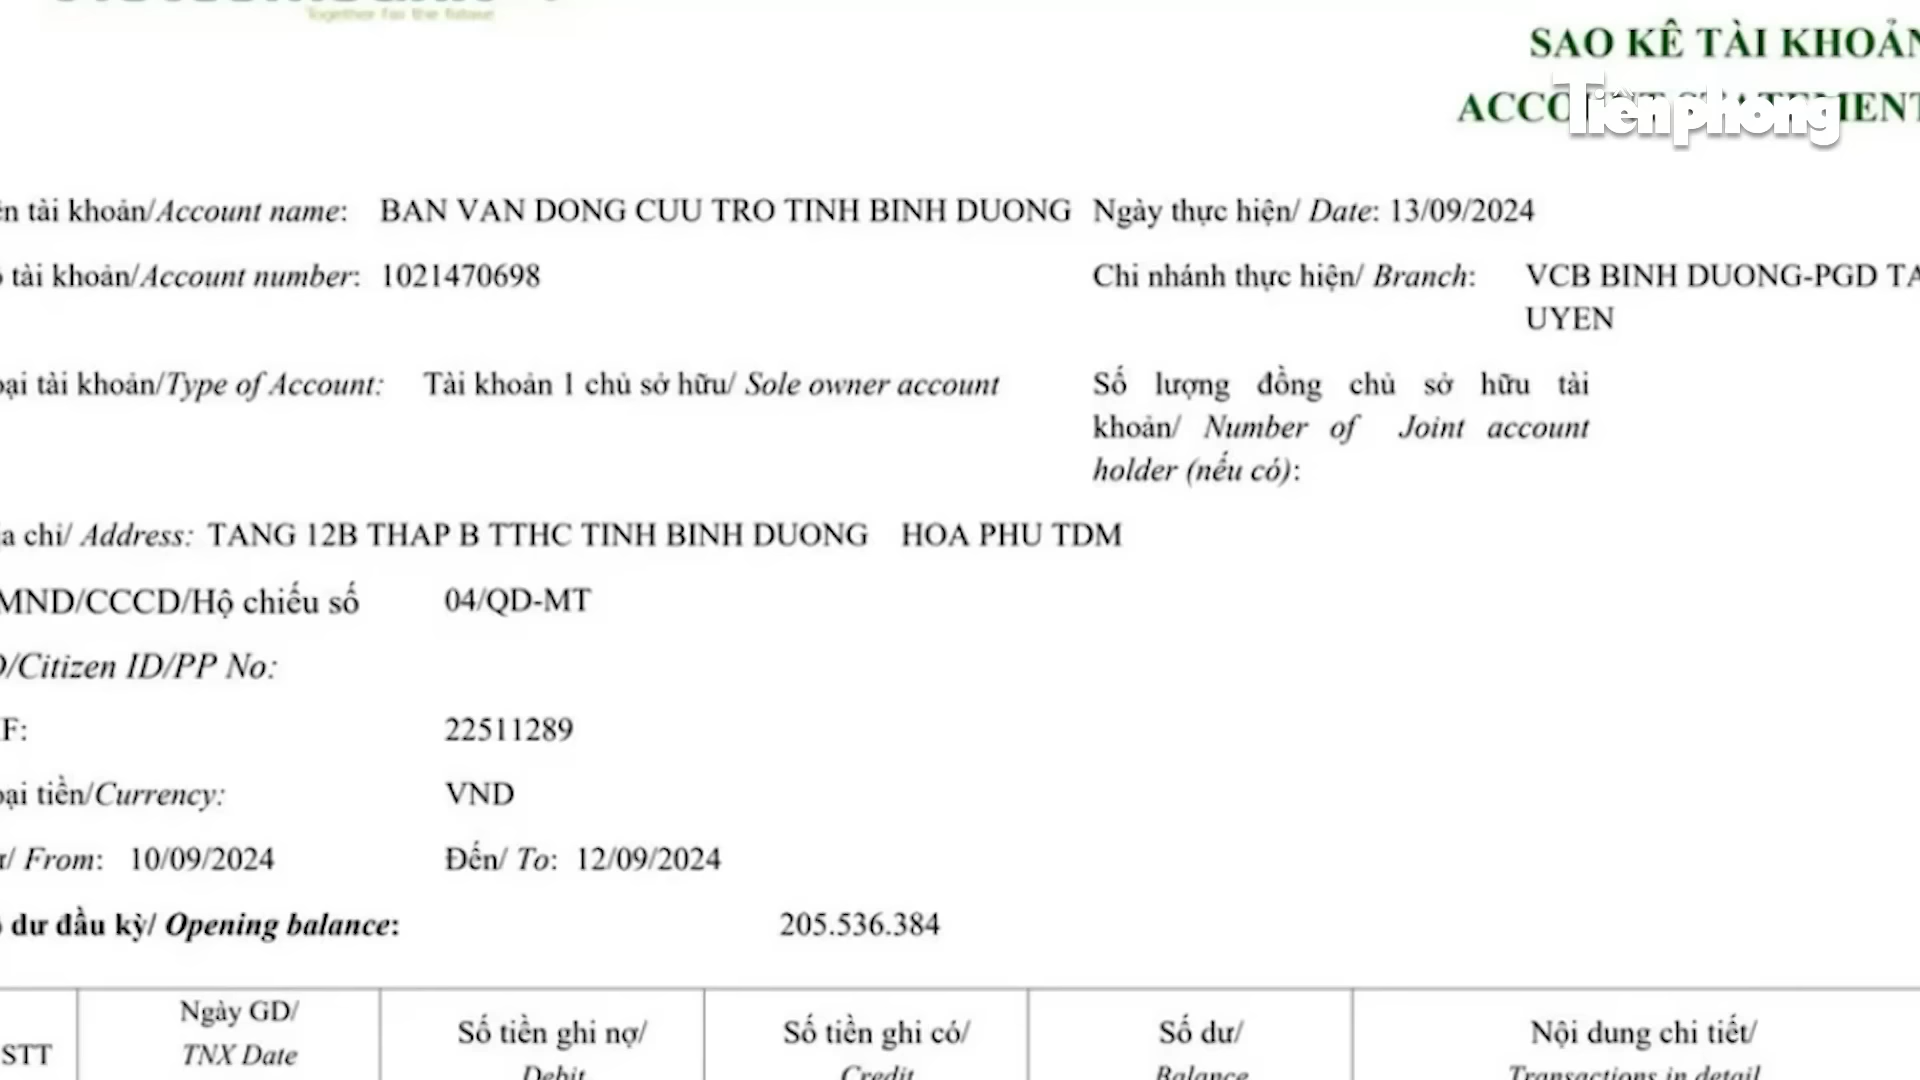 Together for the future
SAO KÊ TÀI KHOẢN
Tiền phong
tài khoản/Account name: BAN VAN DONG CUU TRO TINH BINH DUONG Ngày thực hiện/ Date: 13/09/2024
tài khoản/Account number: 1021470698 Chi nhánh thực hiện/ Branch: VCB BINH DUONG-PGD TA
UYEN
tài khoản/Type of Account: Tài khoản 1 chủ sở hữu/ Sole owner account Số lượng đồng chủ sở hữu tài
khoản/ Number of Joint account
holder (nếu có):
chỉ/ Address: TANG 12B THAP B TTHC TINH BINH DUONG HOA PHU TDM
MND/CCCD/Hộ chiếu số 04/QD-MT
/Citizen ID/PP No:
F: 22511289
tiền/Currency: VND
/ From: 10/09/2024 Đến/ To: 12/09/2024
dư đầu kỳ/ Opening balance: 205.536.384
STT
Ngày GD/
TNX Date
Số tiền ghi nợ/
Debit
Số tiền ghi có/
Credit
Số dư/
Balance
Nội dung chi tiết/
Transactions in detail